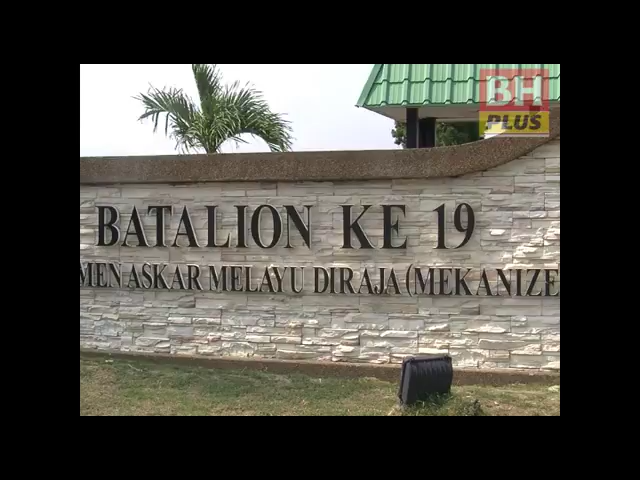 BH
PLUS
BATALION KE 19
MEN ASKAR MELAYU DIRAJA (MEKANIZE